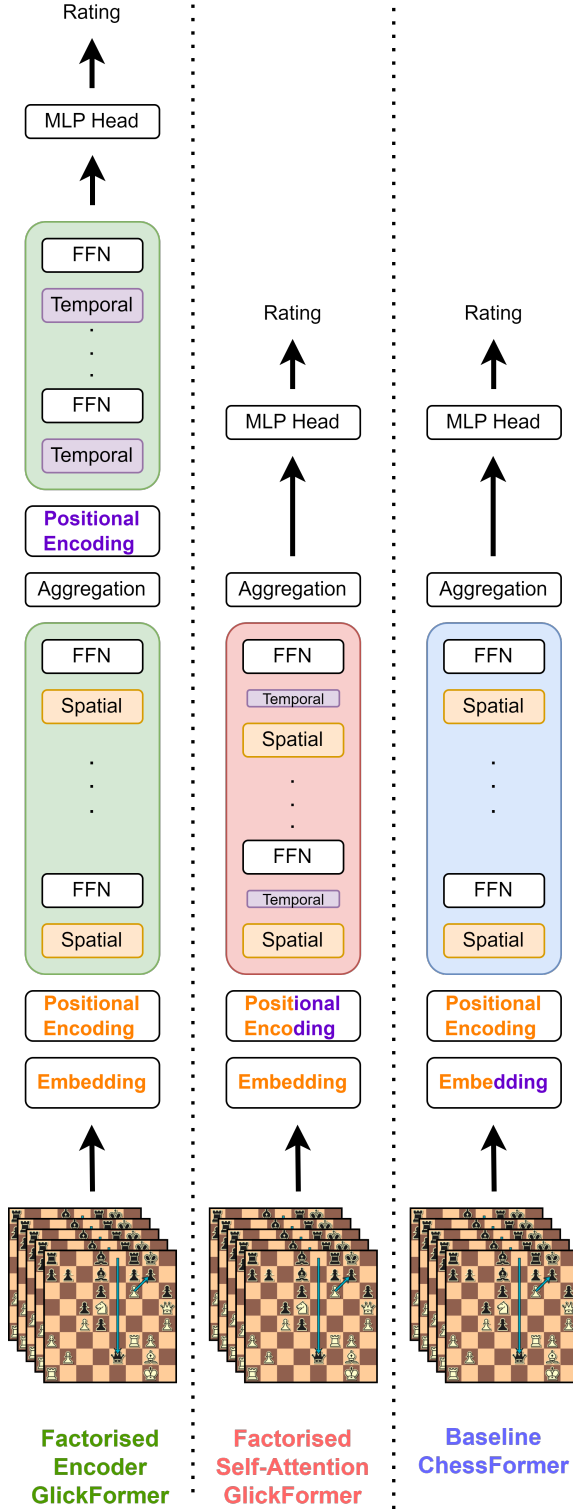 Rating
MLP Head
FFN
Temporal
FFN
Temporal
Positional
Encoding
Aggregation
FFN
Spatial
FFN
Spatial
Positional
Encoding
Embedding
Factorised
Encoder
GlickFormer
Rating
MLP Head
Aggregation
FFN
Temporal
Spatial
FFN
Temporal
Spatial
Positional
Encoding
Embedding
Factorised
Self-Attention
GlickFormer
Rating
MLP Head
Aggregation
FFN
Spatial
FFN
Spatial
Positional
Encoding
Embedding
Baseline
ChessFormer